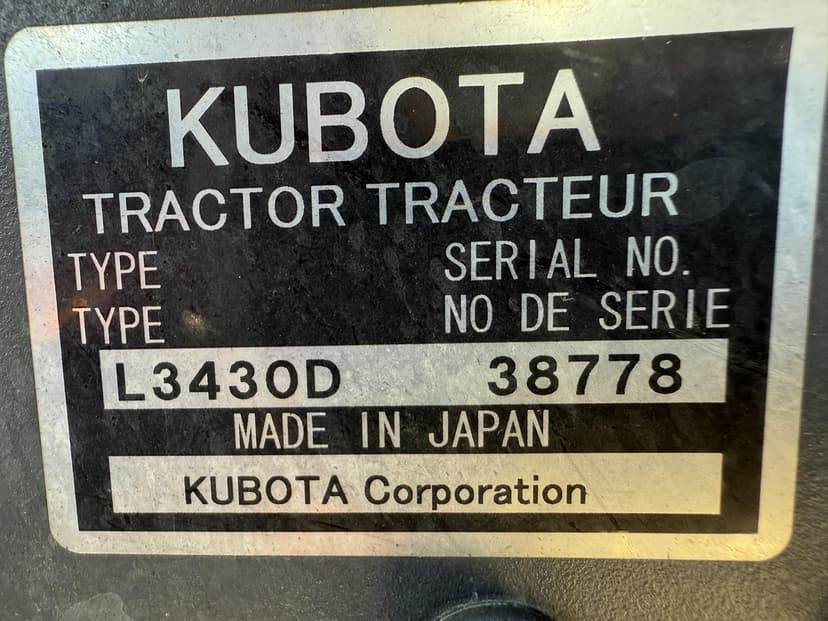 KUBOTA
TRACTOR TRACTEUR
TYPE SERIAL NO.
TYPE NO DE SERIE
L3430D 38778
MADE IN JAPAN
KUBOTA Corporation